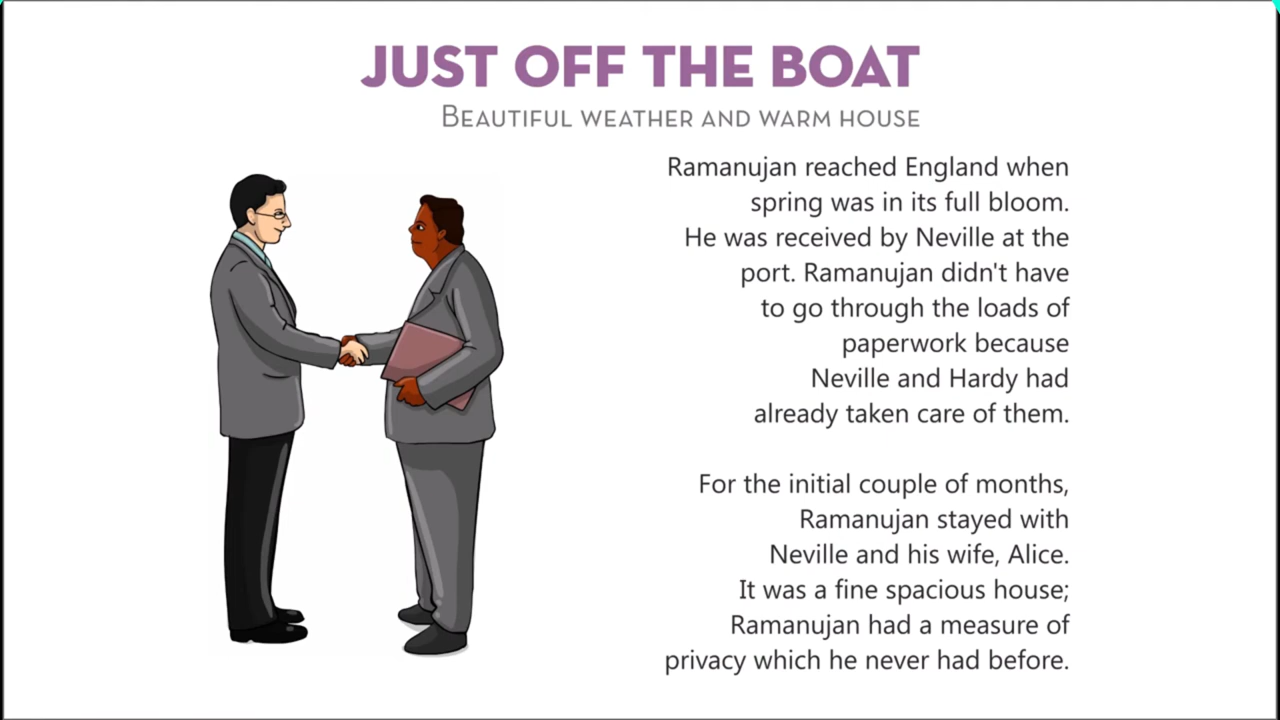 JUST OFF THE BOAT
BEAUTIFUL WEATHER AND WARM HOUSE
Ramanujan reached England when
spring was in its full bloom.
He was received by Neville at the
port. Ramanujan didn't have
to go through the loads of
paperwork because
Neville and Hardy had
already taken care of them.
For the initial couple of months,
Ramanujan stayed with
Neville and his wife, Alice.
It was a fine spacious house;
Ramanujan had a measure of
privacy which he never had before.